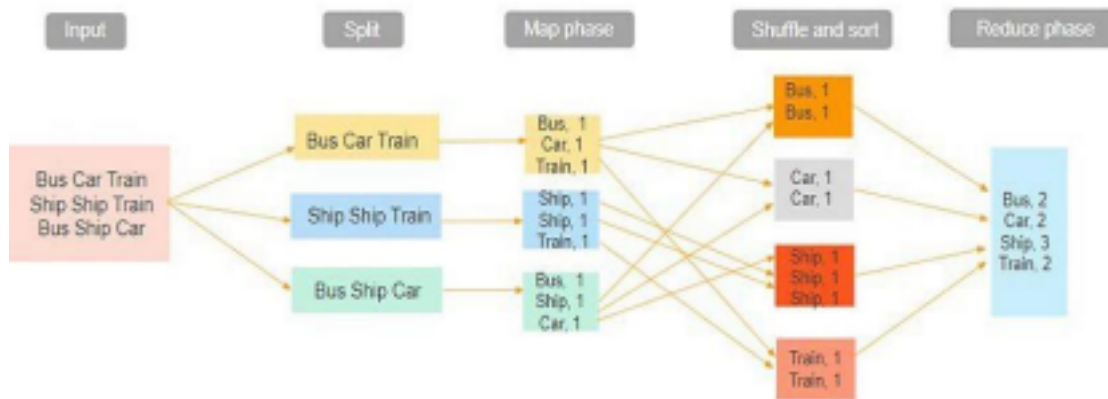 Input
Split
Map phase
Shuffle and sort
Reduce phase
Bus Car Train
Ship Ship Train
Bus Ship Car
Bus Car Train
Ship Ship Train
Bus Ship Car
Bus, 1
Car, 1
Train, 1
Ship, 1
Ship, 1
Train, 1
Bus, 1
Ship, 1
Car, 1
Bus, 1
Bus, 1
Car, 1
Car, 1
Ship, 1
Ship, 1
Ship, 1
Train, 1
Train, 1
Bus, 2
Car, 2
Ship, 3
Train, 2